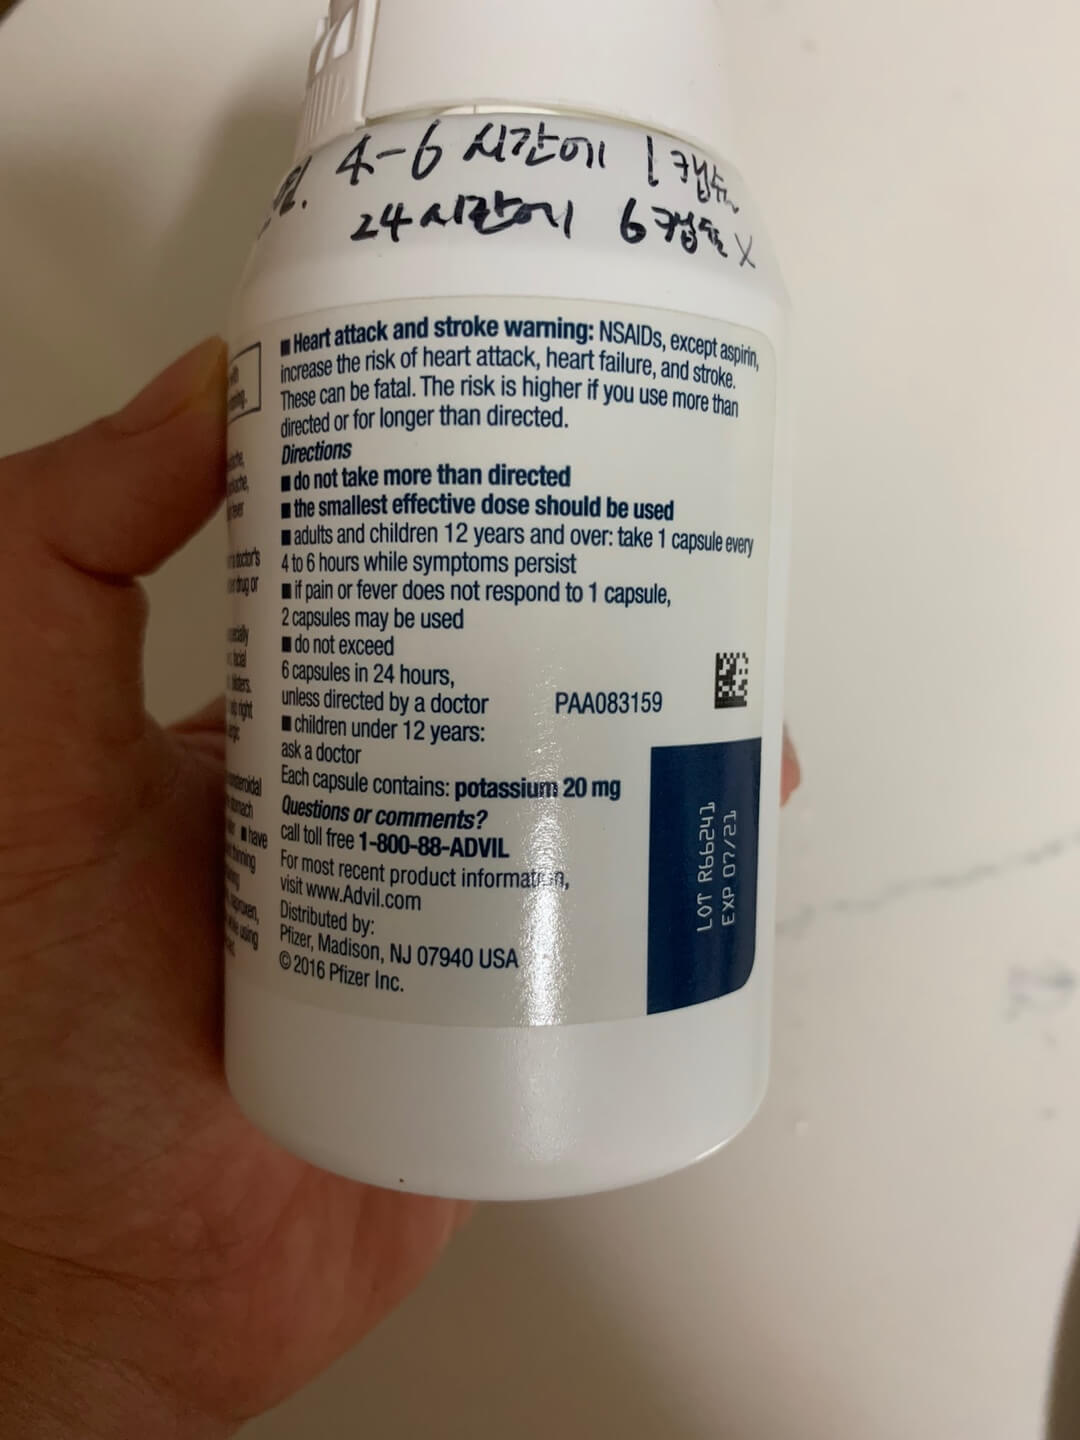 4-6 시간에 1 캡슐
24시간에 6캡슐 X
■ Heart attack and stroke warning: NSAIDs, except aspirin,
increase the risk of heart attack, heart failure, and stroke.
These can be fatal. The risk is higher if you use more than
directed or for longer than directed.
Directions
■ do not take more than directed
■ the smallest effective dose should be used
■ adults and children 12 years and over: take 1 capsule every
4 to 6 hours while symptoms persist
■ if pain or fever does not respond to 1 capsule,
2 capsules may be used
■ do not exceed
6 capsules in 24 hours,
unless directed by a doctor
PAA083159
■ children under 12 years:
ask a doctor
Each capsule contains: potassium 20 mg
Questions or comments?
call toll free 1-800-88-ADVIL
For most recent product information,
visit www.Advil.com
Distributed by:
Pfizer, Madison, NJ 07940 USA
© 2016 Pfizer Inc.
LOT R66241
EXP 07/21